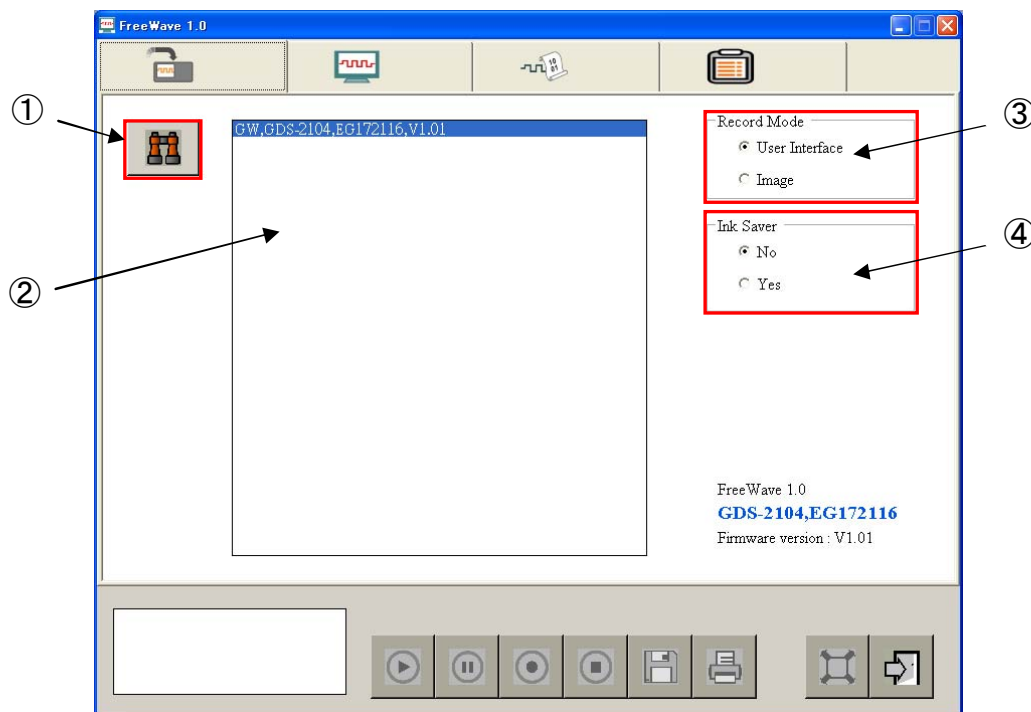 FreeWave 1.0
①
GW,GDS-2104,EG172116,V1.01
Record Mode
User Interface
Image
③
Ink Saver
No
Yes
④
②
FreeWave 1.0
GDS-2104,EG172116
Firmware version : V1.01